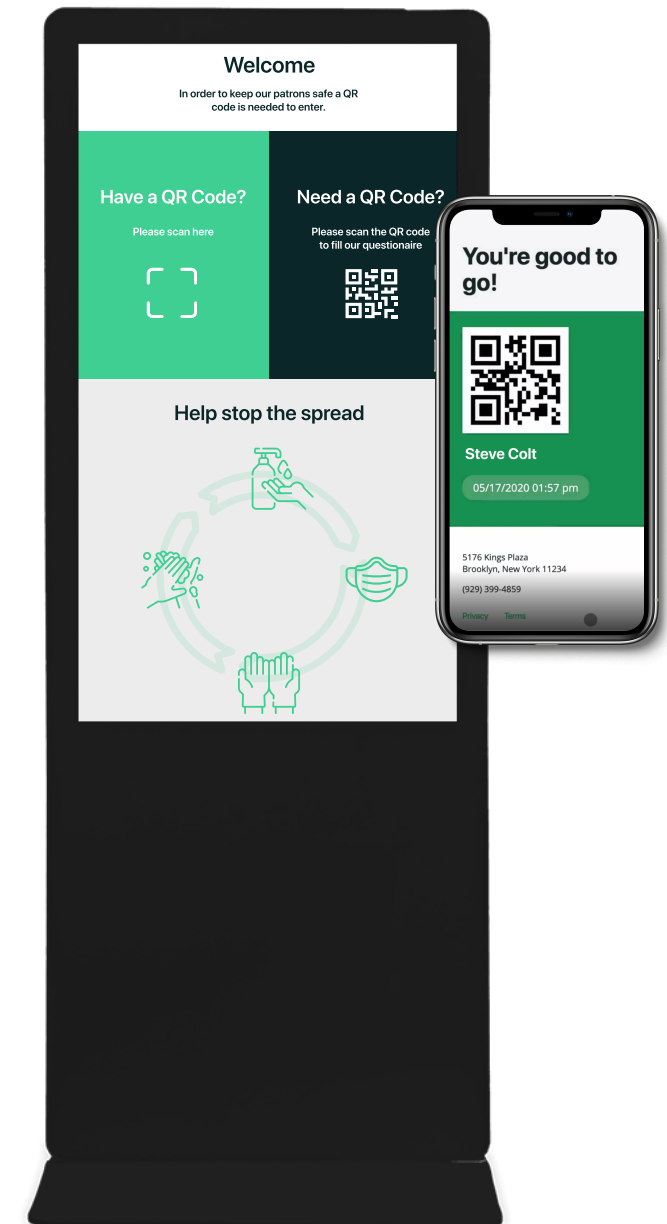 Welcome
In order to keep our patrons safe a QR
code is needed to enter.
Have a QR Code?
Please scan here
Need a QR Code?
Please scan the QR code
to fill our questionaire
Help stop the spread
You're good to
go!
Steve Colt
05/17/2020 01:57 pm
5176 Kings Plaza
Brooklyn, New York 11234
(929) 399-4859
Privacy Terms